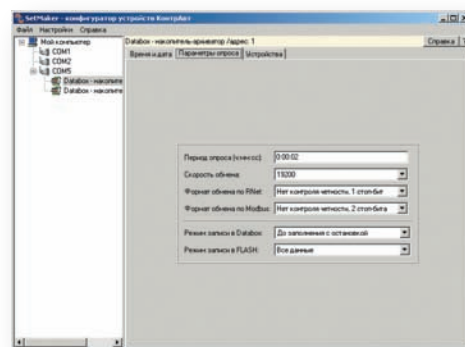 SetMaker - конфигуратор устройств КонтрАвт
Файл Настройки Справка
Мой компьютер
COM1
COM2
COM5
Databox - накопите
Databox - накопите
Databox - накопитель-архиватор /адрес: 1
Справка
Время и дата Параметры опроса Устройства
Период опроса (ч:мм:сс): 0:00:02
Скорость обмена: 19200
Формат обмена по RNet: Нет контроля четности, 1 стоп-бит
Формат обмена по Modbus: Нет контроля четности, 2 стоп-бита
Режим записи в Databox: До заполнения с остановкой
Режим записи в FLASH: Все данные